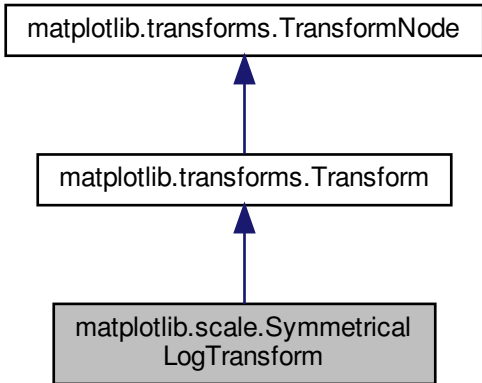 matplotlib.transforms.TransformNode
matplotlib.transforms.Transform
matplotlib.scale.Symmetrical
LogTransform